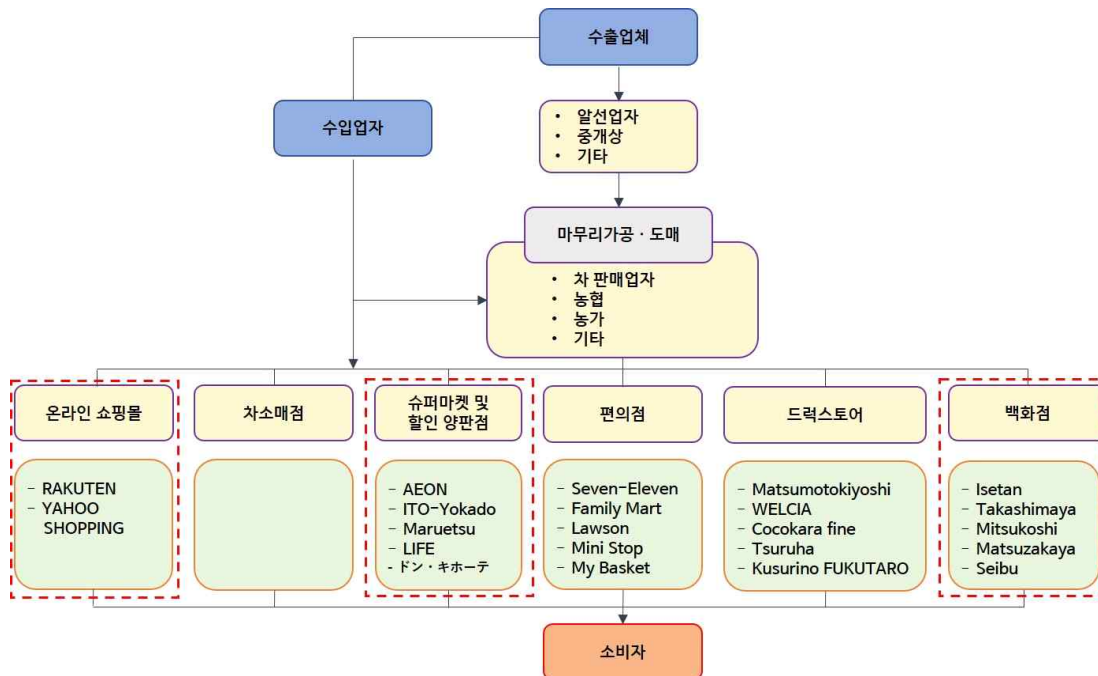 수출업체
수입업자
• 알선업자
• 중개상
• 기타
마무리가공 · 도매
• 차 판매업자
• 농협
• 농가
• 기타
온라인 쇼핑몰
차소매점
슈퍼마켓 및
할인 양판점
편의점
드럭스토어
백화점
- RAKUTEN
- YAHOO
SHOPPING
- AEON
- ITO-Yokado
- Maruetsu
- LIFE
- ドン・キホーテ
- Seven-Eleven
- Family Mart
- Lawson
- Mini Stop
- My Basket
- Matsumotokiyoshi
- WELCIA
- Cocokara fine
- Tsuruha
- Kusurino FUKUTARO
- Isetan
- Takashimaya
- Mitsukoshi
- Matsuzakaya
- Seibu
소비자